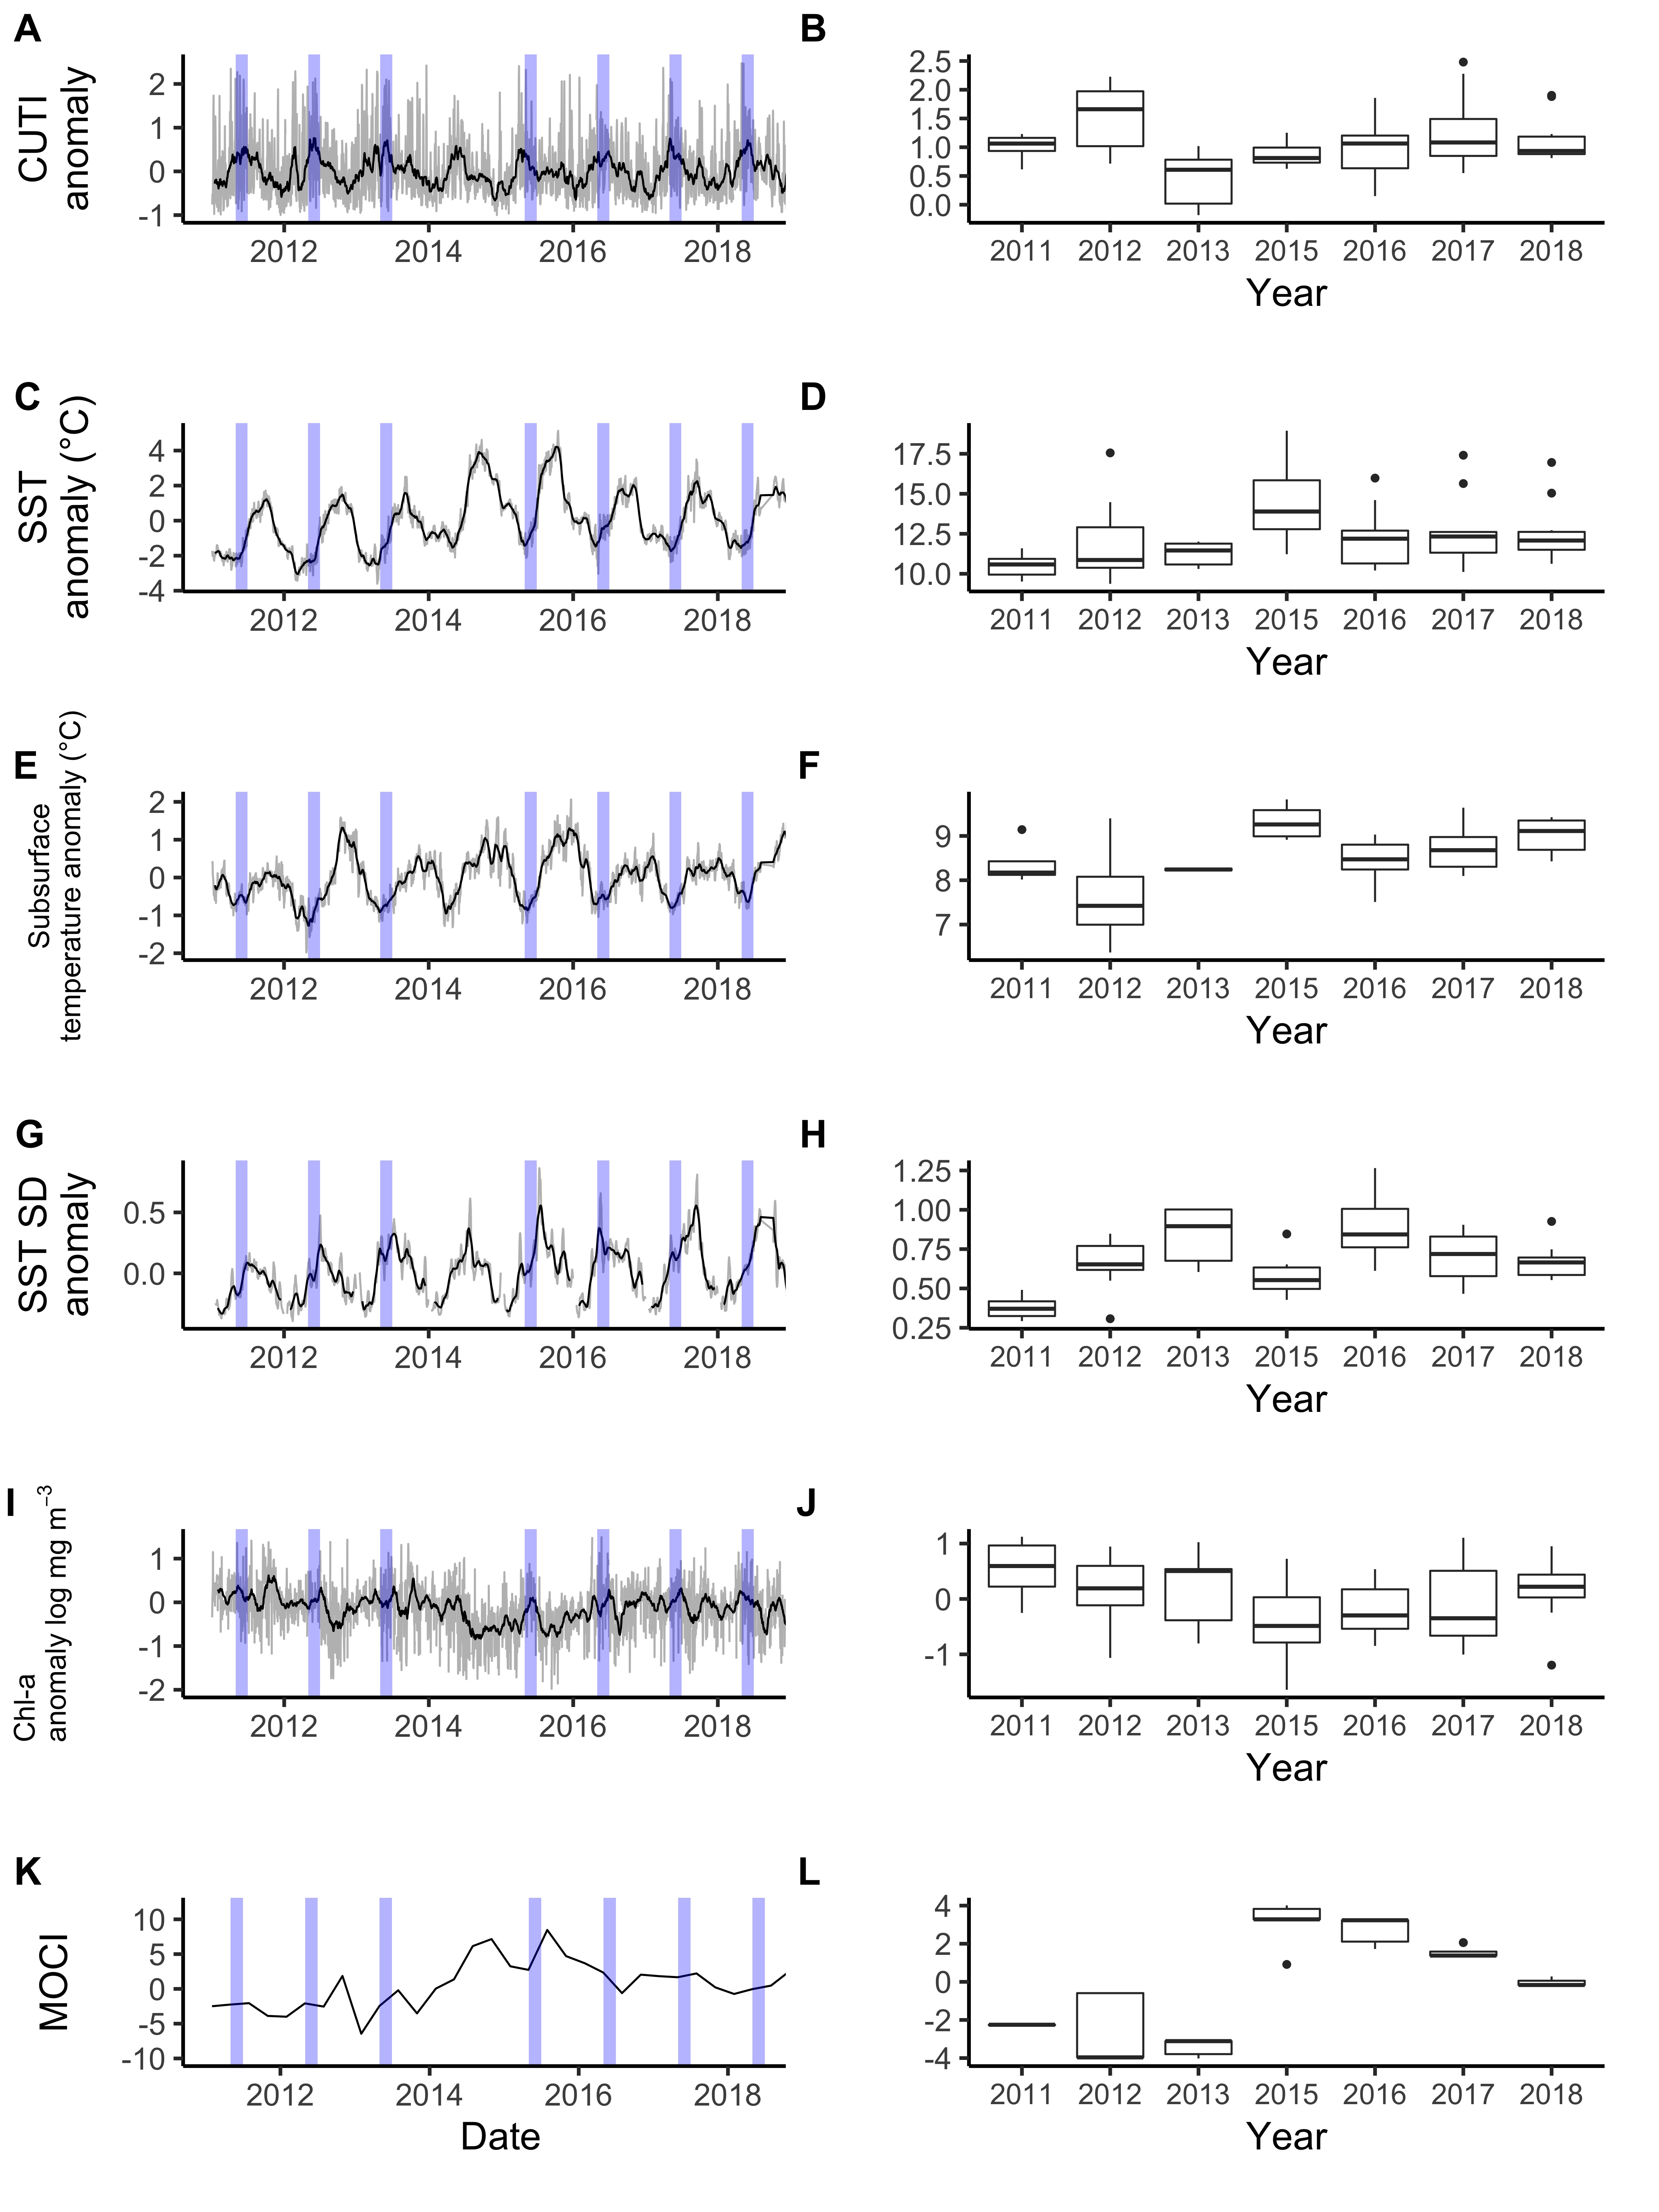 A
B
CUTI
anomaly
2
1
0
-1
2012 2014 2016 2018
2.5
2.0
1.5
1.0
0.5
0.0
2011 2012 2013 2015 2016 2017 2018
Year
C
D
SST
anomaly (°C)
4
2
0
-2
-4
2012 2014 2016 2018
17.5
15.0
12.5
10.0
2011 2012 2013 2015 2016 2017 2018
Year
E
F
Subsurface
temperature anomaly (°C)
2
1
0
-1
-2
2012 2014 2016 2018
9
8
7
2011 2012 2013 2015 2016 2017 2018
Year
G
H
SST SD
anomaly
0.5
0.0
2012 2014 2016 2018
1.25
1.00
0.75
0.50
0.25
2011 2012 2013 2015 2016 2017 2018
Year
I
J
Chl-a
anomaly log mg m⁻³
1
0
-1
-2
2012 2014 2016 2018
1
0
-1
2011 2012 2013 2015 2016 2017 2018
Year
K
L
MOCI
10
5
0
-5
-10
2012 2014 2016 2018
Date
4
2
0
-2
-4
2011 2012 2013 2015 2016 2017 2018
Year